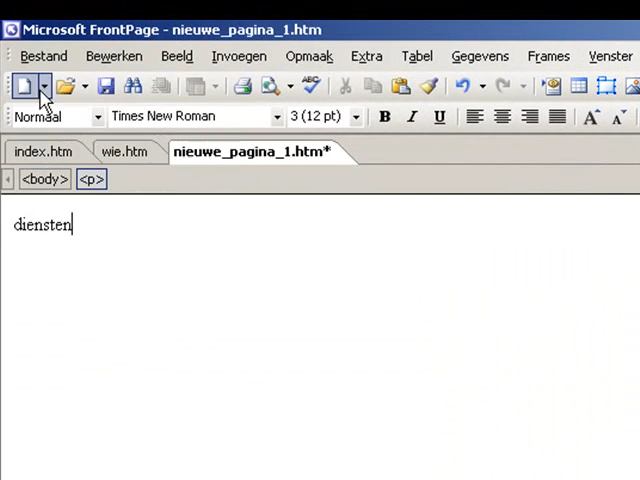 Microsoft FrontPage - nieuwe_pagina_1.htm
Bestand Bewerken Beeld Invoegen Opmaak Extra Tabel Gegevens Frames Venster
ABC
Normaal Times New Roman 3 (12 pt) B I U A A
index.htm wie.htm nieuwe_pagina_1.htm*
<body> <p>
diensten